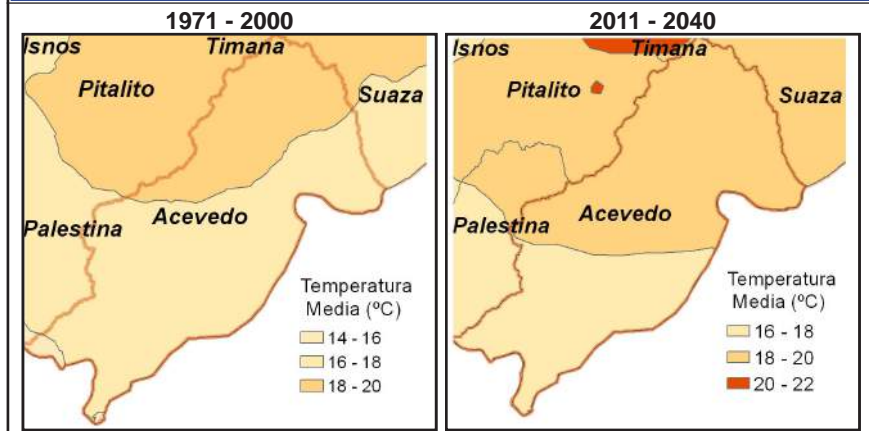 1971 - 2000
Isnos
Timana
Pitalito
Suaza
Acevedo
Palestina
Temperatura
Media (ºC)
14 - 16
16 - 18
18 - 20
2011 - 2040
Isnos
Timana
Pitalito
Suaza
Acevedo
Palestina
Temperatura
Media (ºC)
16 - 18
18 - 20
20 - 22